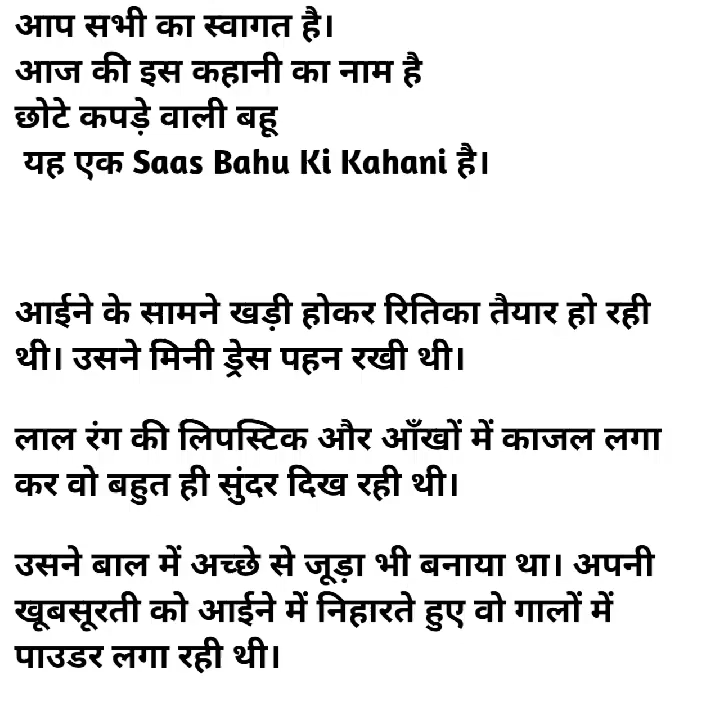 आप सभी का स्वागत है।
आज की इस कहानी का नाम है
छोटे कपड़े वाली बहू
यह एक Saas Bahu Ki Kahani है।
आईने के सामने खड़ी होकर रितिका तैयार हो रही
थी। उसने मिनी ड्रेस पहन रखी थी।
लाल रंग की लिपस्टिक और आँखों में काजल लगा
कर वो बहुत ही सुंदर दिख रही थी।
उसने बाल में अच्छे से जूड़ा भी बनाया था। अपनी
खूबसूरती को आईने में निहारते हुए वो गालों में
पाउडर लगा रही थी।